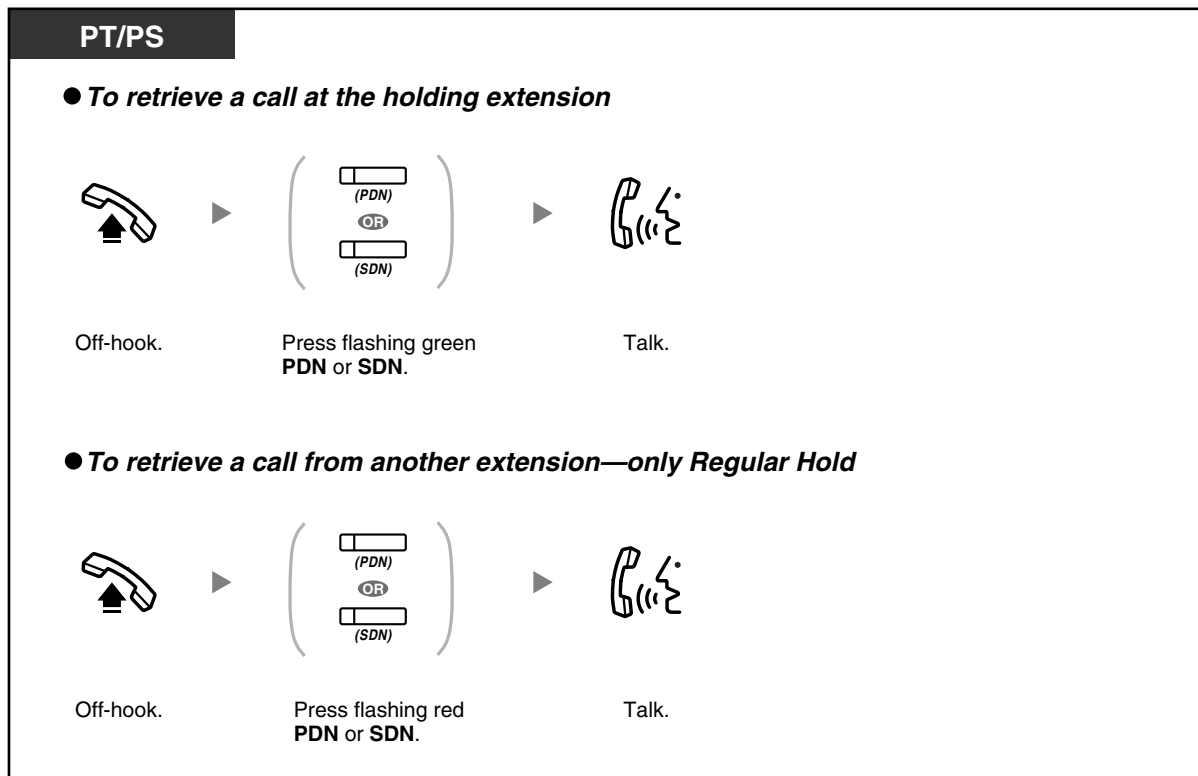 PT/PS
● To retrieve a call at the holding extension
(PDN)
OR
(SDN)
Off-hook.
Press flashing green
PDN or SDN.
Talk.
● To retrieve a call from another extension—only Regular Hold
(PDN)
OR
(SDN)
Off-hook.
Press flashing red
PDN or SDN.
Talk.